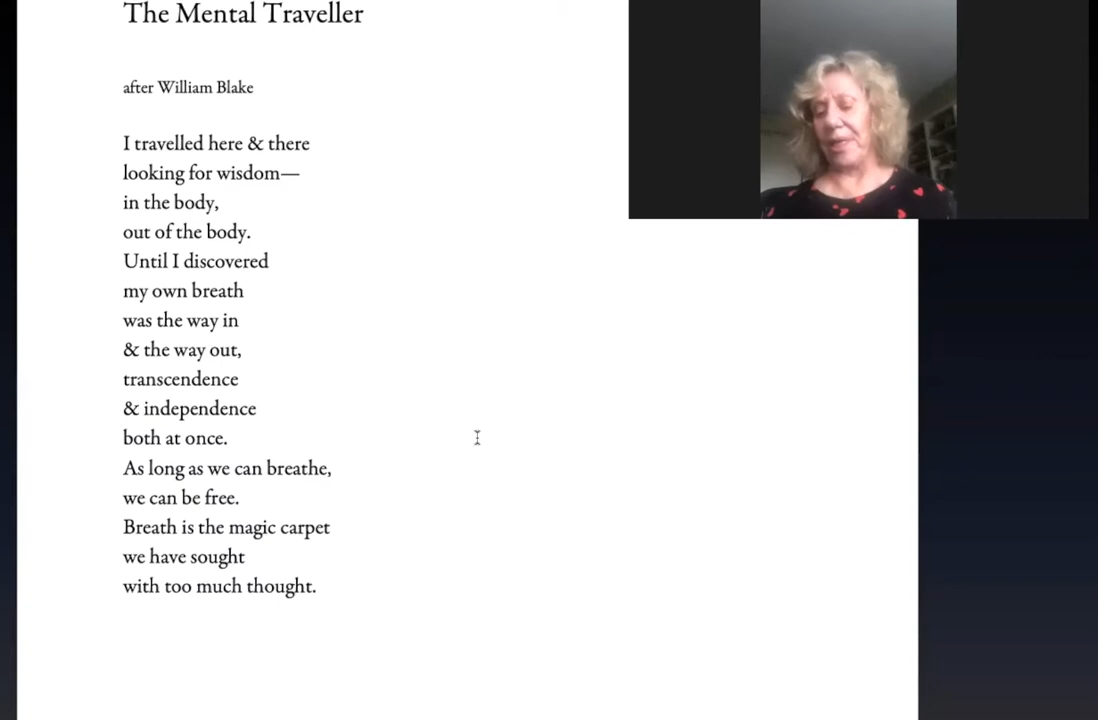 The Mental Traveller
after William Blake
I travelled here & there
looking for wisdom—
in the body,
out of the body.
Until I discovered
my own breath
was the way in
& the way out,
transcendence
& independence
both at once.
As long as we can breathe,
we can be free.
Breath is the magic carpet
we have sought
with too much thought.